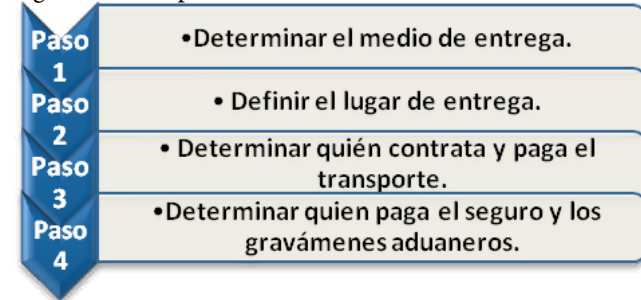 Paso
1
•Determinar el medio de entrega.
Paso
2
• Definir el lugar de entrega.
Paso
3
• Determinar quién contrata y paga el
transporte.
Paso
4
•Determinar quien paga el seguro y los
gravámenes aduaneros.